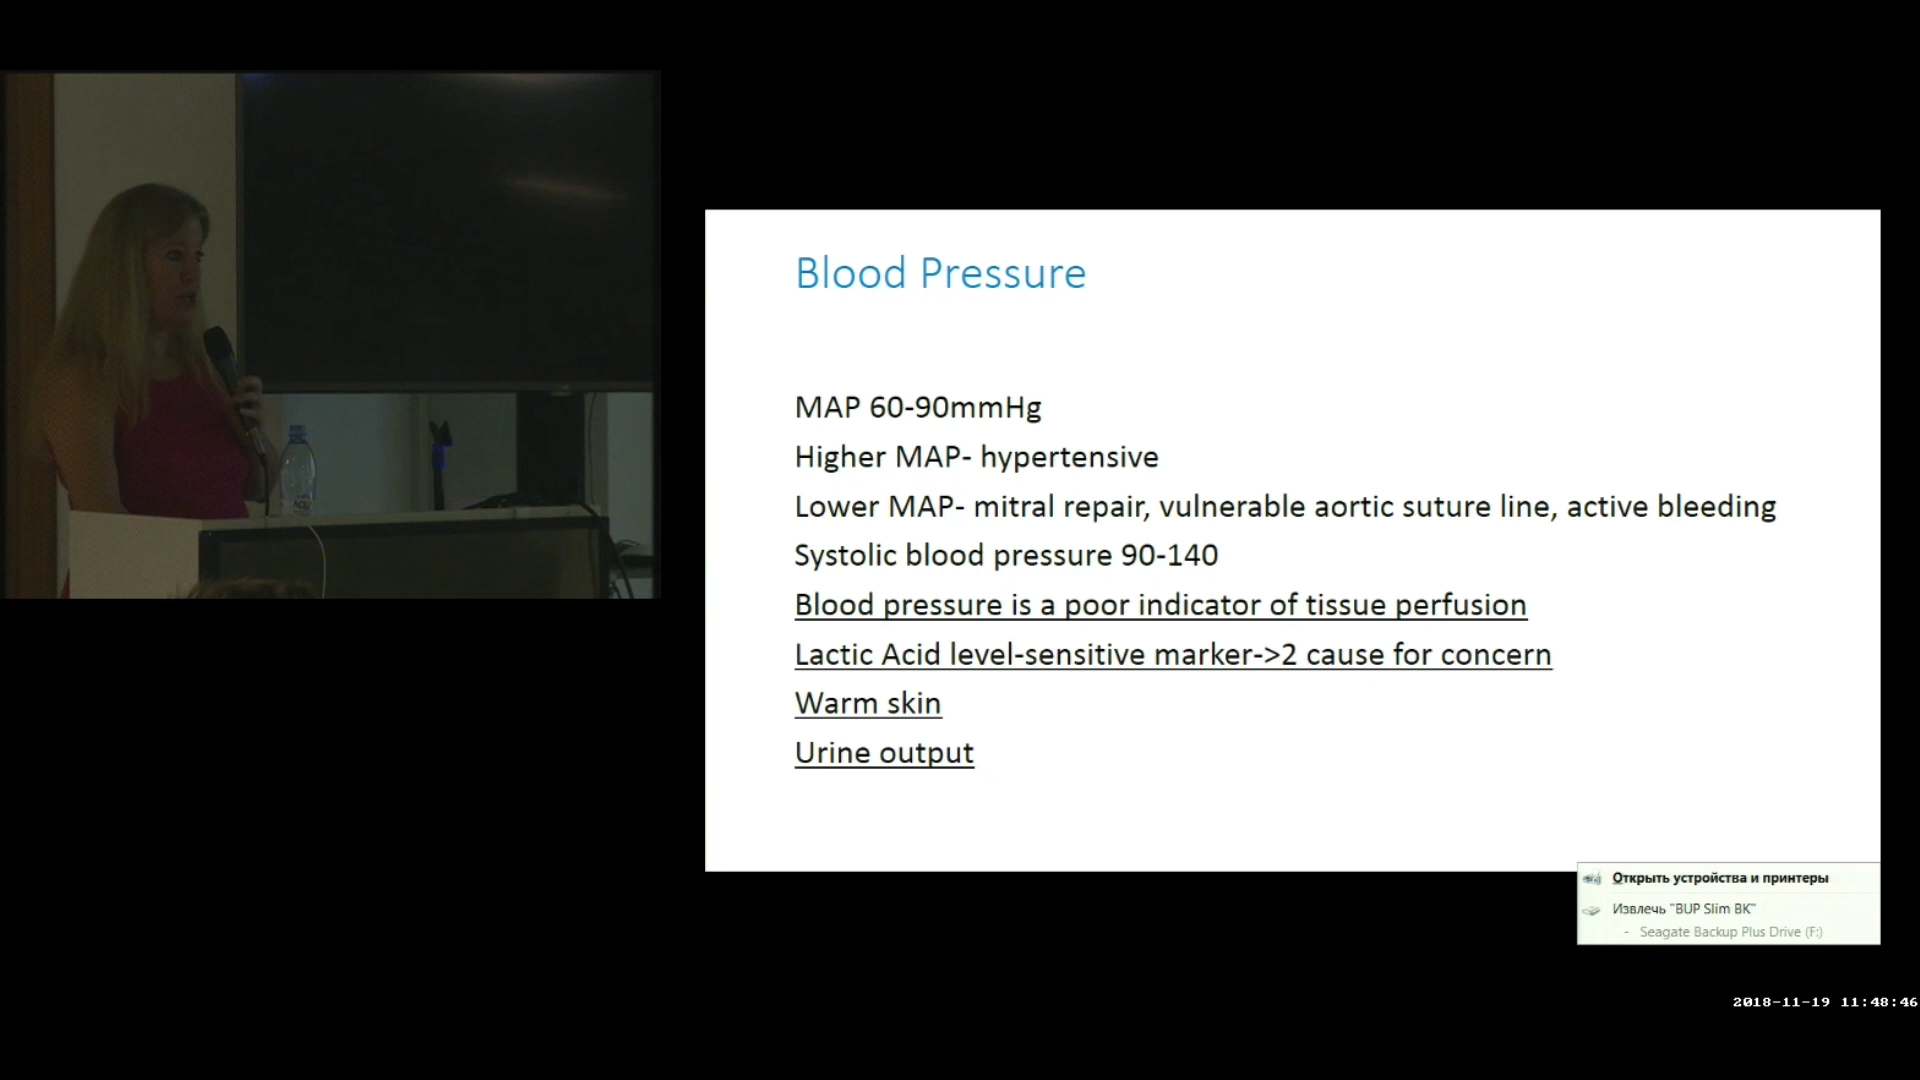 Blood Pressure
MAP 60-90mmHg
Higher MAP- hypertensive
Lower MAP- mitral repair, vulnerable aortic suture line, active bleeding
Systolic blood pressure 90-140
Blood pressure is a poor indicator of tissue perfusion
Lactic Acid level-sensitive marker->2 cause for concern
Warm skin
Urine output
Открыть устройства и принтеры
Извлечь "BUP Slim BK"
- Seagate Backup Plus Drive (F:)
2018-11-19 11:48:46